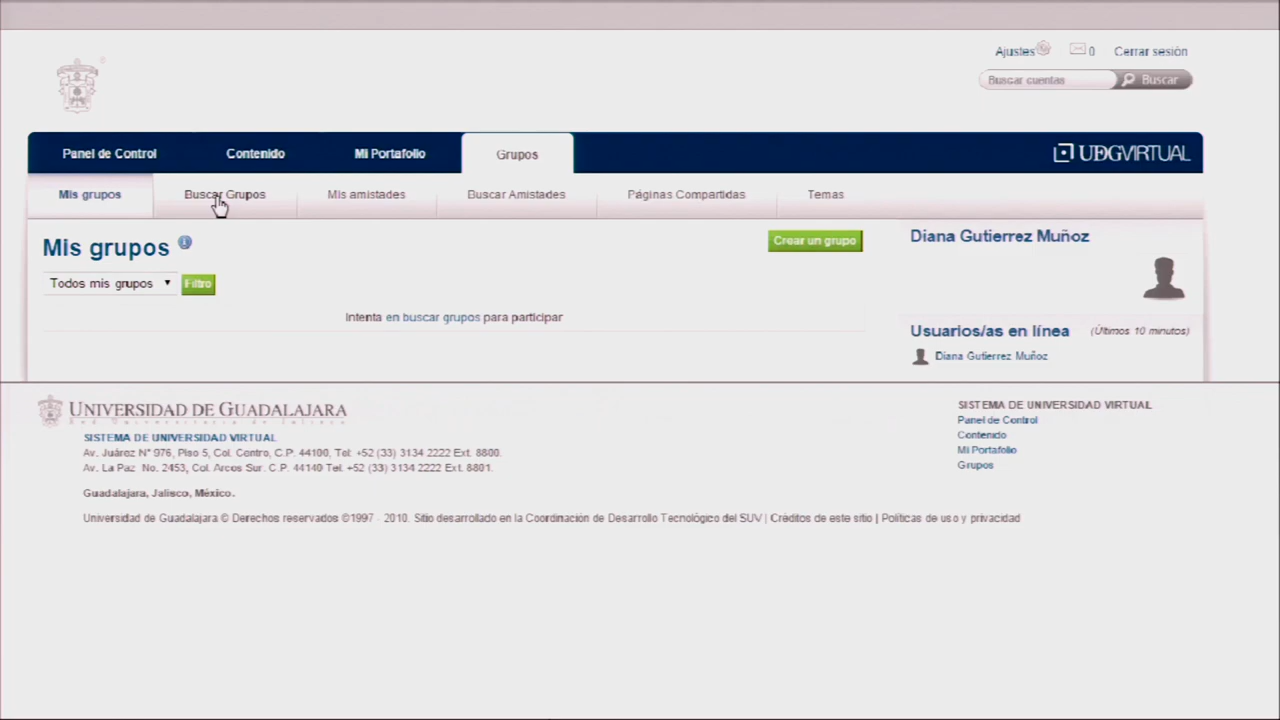 Ajustes 0 Cerrar sesión
Buscar cuentas Buscar
Panel de Control Contenido Mi Portafolio Grupos UDGVIRTUAL
Mis grupos Buscar Grupos Mis amistades Buscar Amistades Páginas Compartidas Temas
Mis grupos Crear un grupo
Todos mis grupos Filtro
Intenta en buscar grupos para participar
Diana Gutierrez Muñoz
Usuarios/as en línea (Últimos 10 minutos)
Diana Gutierrez Muñoz
UNIVERSIDAD DE GUADALAJARA
Red Universitaria de Jalisco
SISTEMA DE UNIVERSIDAD VIRTUAL
Av. Juárez N° 976, Piso 5, Col. Centro, C.P. 44100, Tel. +52 (33) 3134 2222 Ext. 8800.
Av. La Paz No. 2453, Col. Arcos Sur. C.P. 44140 Tel. +52 (33) 3134 2222 Ext. 8801.
Guadalajara, Jalisco, México.
SISTEMA DE UNIVERSIDAD VIRTUAL
Panel de Control
Contenido
Mi Portafolio
Grupos
Universidad de Guadalajara © Derechos reservados ©1997 - 2010. Sitio desarrollado en la Coordinación de Desarrollo Tecnológico del SUV | Créditos de este sitio | Políticas de uso y privacidad